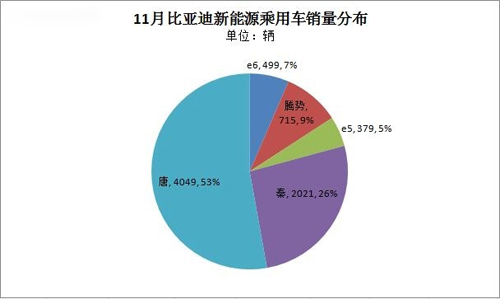 11月比亚迪新能源乘用车销量分布
单位：辆
e6,499,7%
腾势,
715,9%
e5,379,5%
唐, 4049,53%
秦, 2021,26%